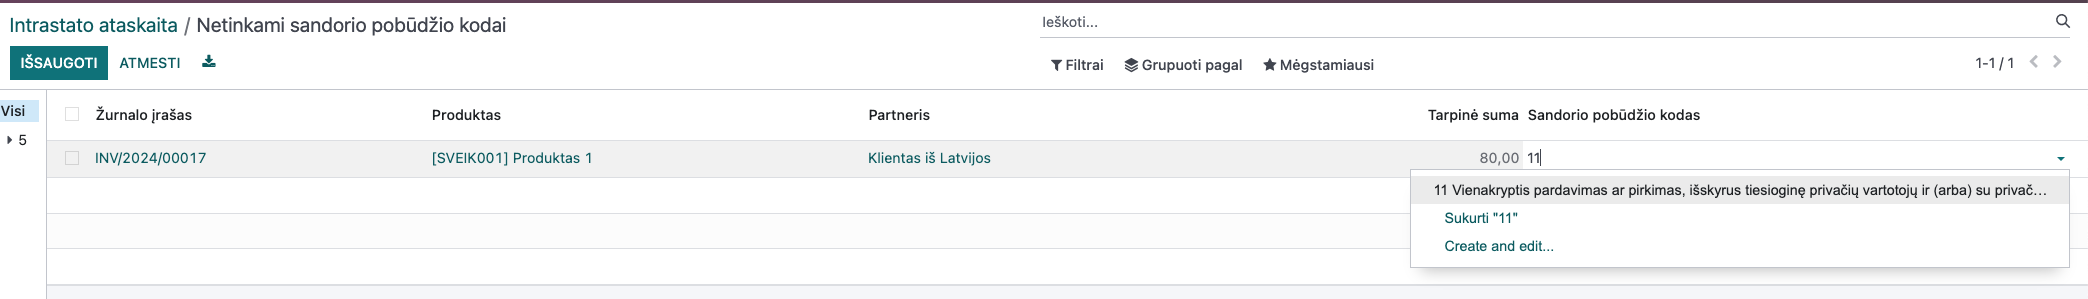 Intrastato ataskaita / Netinkami sandorio pobūdžio kodai
Ieškoti...
IŠSAUGOTI ATMESTI
Filtrai Grupuoti pagal Mėgstamiausi
1-1 / 1
Visi
5
Žurnalo įrašas Produktas Partneris Tarpinė suma Sandorio pobūdžio kodas
INV/2024/00017 [SVEIK001] Produktas 1 Klientas iš Latvijos 80,00 11
11 Vienakryptis pardavimas ar pirkimas, išskyrus tiesioginę privačių vartotojų ir (arba) su privač…
Sukurti "11"
Create and edit...